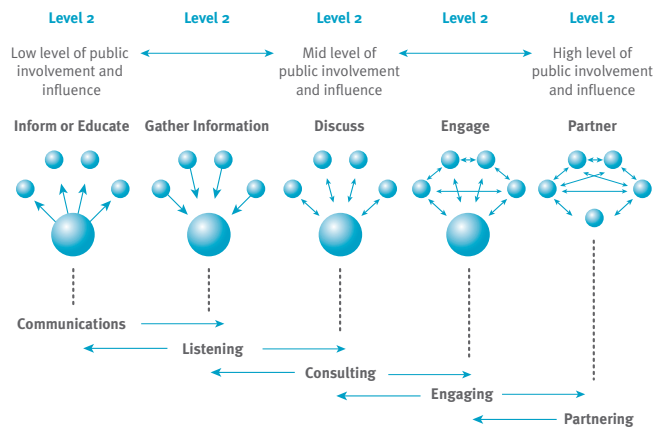 Level 2 Level 2 Level 2 Level 2 Level 2
Low level of public
involvement and
influence
Mid level of
public involvement
and influence
High level of
public involvement
and influence
Inform or Educate Gather Information Discuss Engage Partner
Communications
Listening
Consulting
Engaging
Partnering